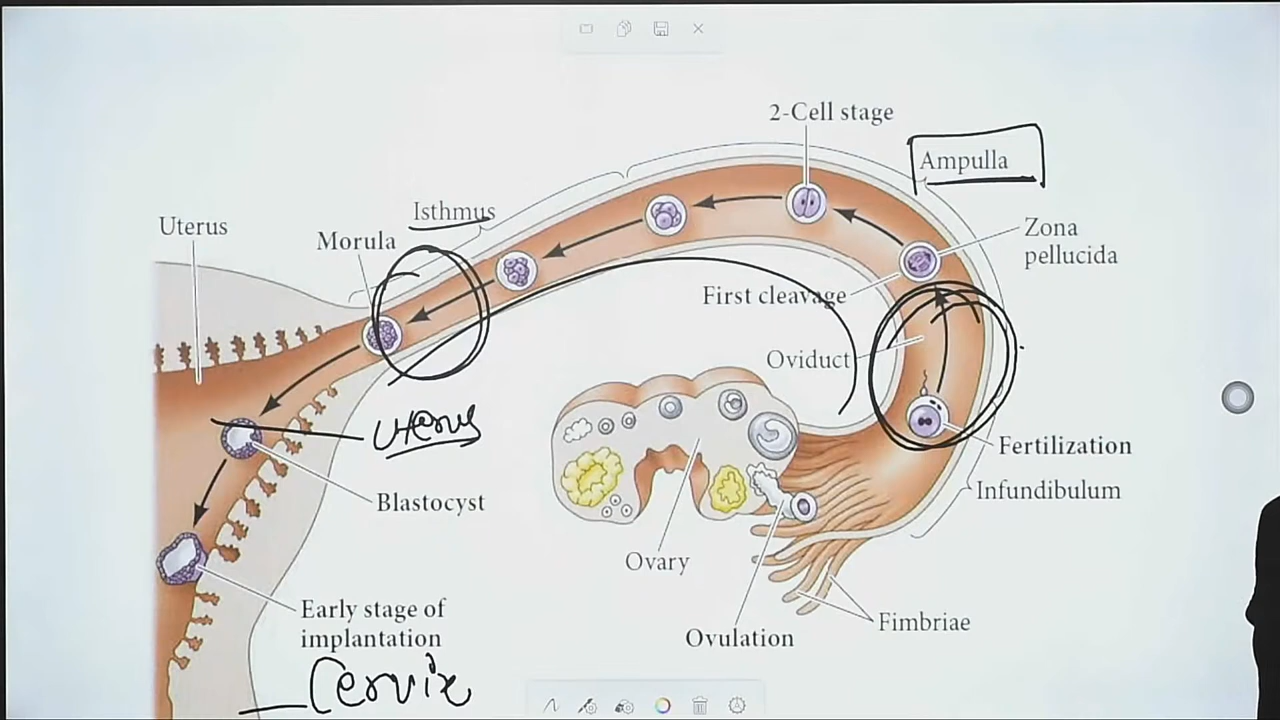 2-Cell stage
Ampulla
Isthmus
Uterus
Zona
pellucida
Morula
First cleavage
Oviduct
uterus
Fertilization
Infundibulum
Blastocyst
Ovary
Early stage of
implantation
Fimbriae
Ovulation
Cervix